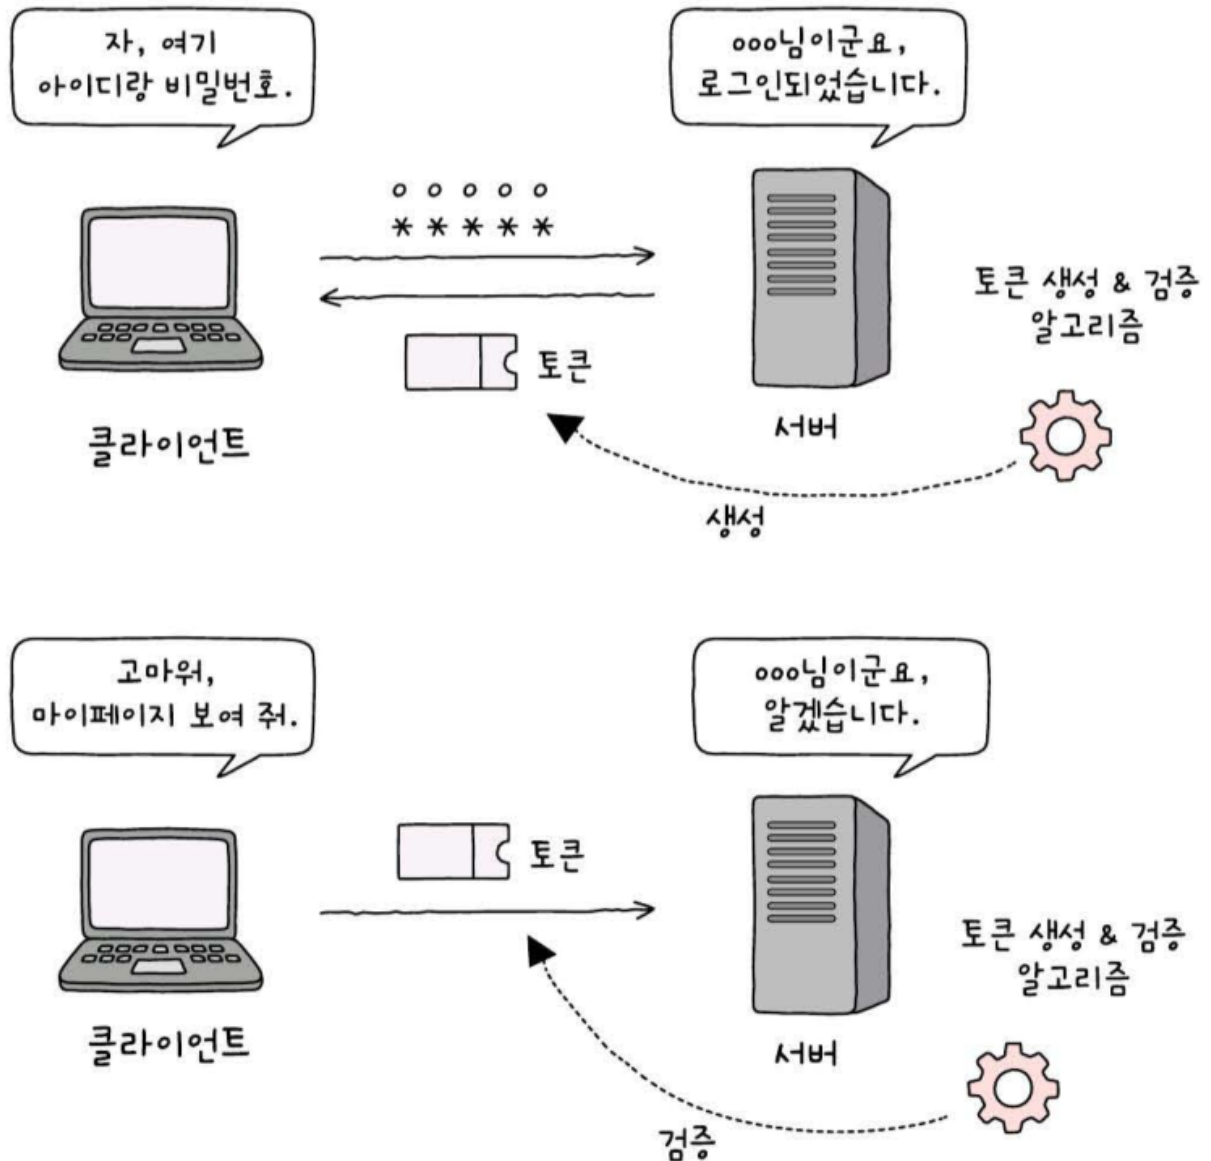 자, 여기
아이디랑 비밀번호.
ooo님이군요,
로그인되었습니다.
o o o o o
* * * * *
토큰
토큰 생성 & 검증
알고리즘
클라이언트
서버
생성
고마워,
마이페이지 보여 줘.
ooo님이군요,
알겠습니다.
토큰
토큰 생성 & 검증
알고리즘
클라이언트
서버
검증